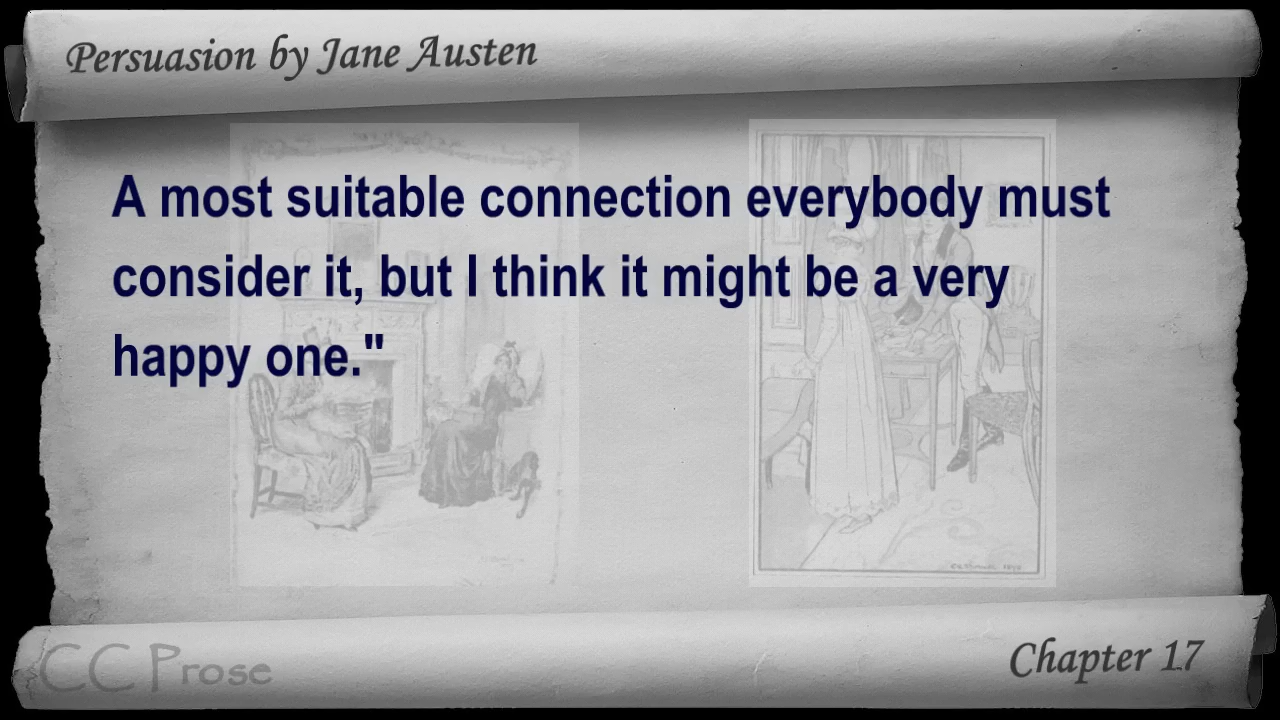 Persuasion by Jane Austen
A most suitable connection everybody must
consider it, but I think it might be a very
happy one."
CC Prose
Chapter 17